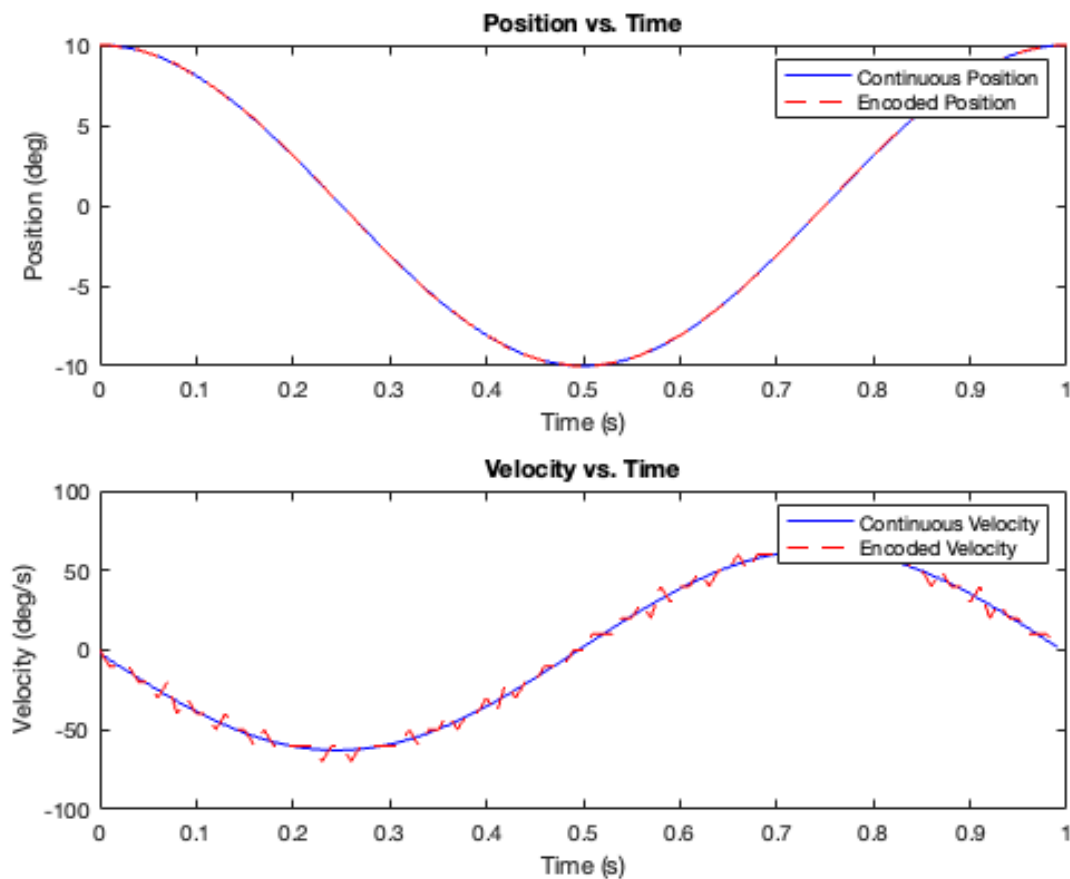 Position vs. Time
10
5
0
-5
-10
Position (deg)
Continuous Position
Encoded Position
0 0.1 0.2 0.3 0.4 0.5 0.6 0.7 0.8 0.9 1
Time (s)
Velocity vs. Time
100
50
0
-50
-100
Velocity (deg/s)
Continuous Velocity
Encoded Velocity
0 0.1 0.2 0.3 0.4 0.5 0.6 0.7 0.8 0.9 1
Time (s)